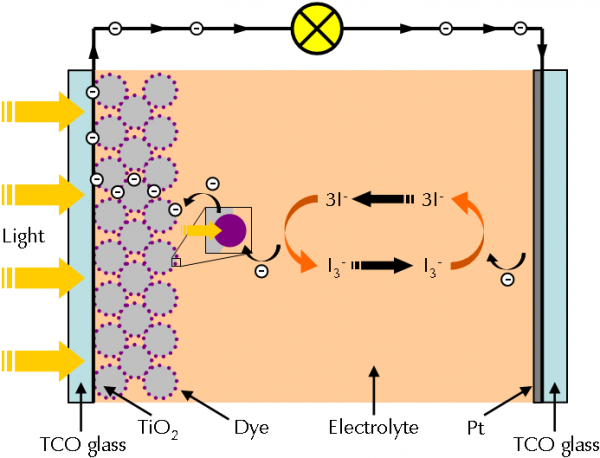 3I⁻ 3I⁻
Light
I₃⁻ I₃⁻
TiO₂ Dye Electrolyte Pt
TCO glass TCO glass